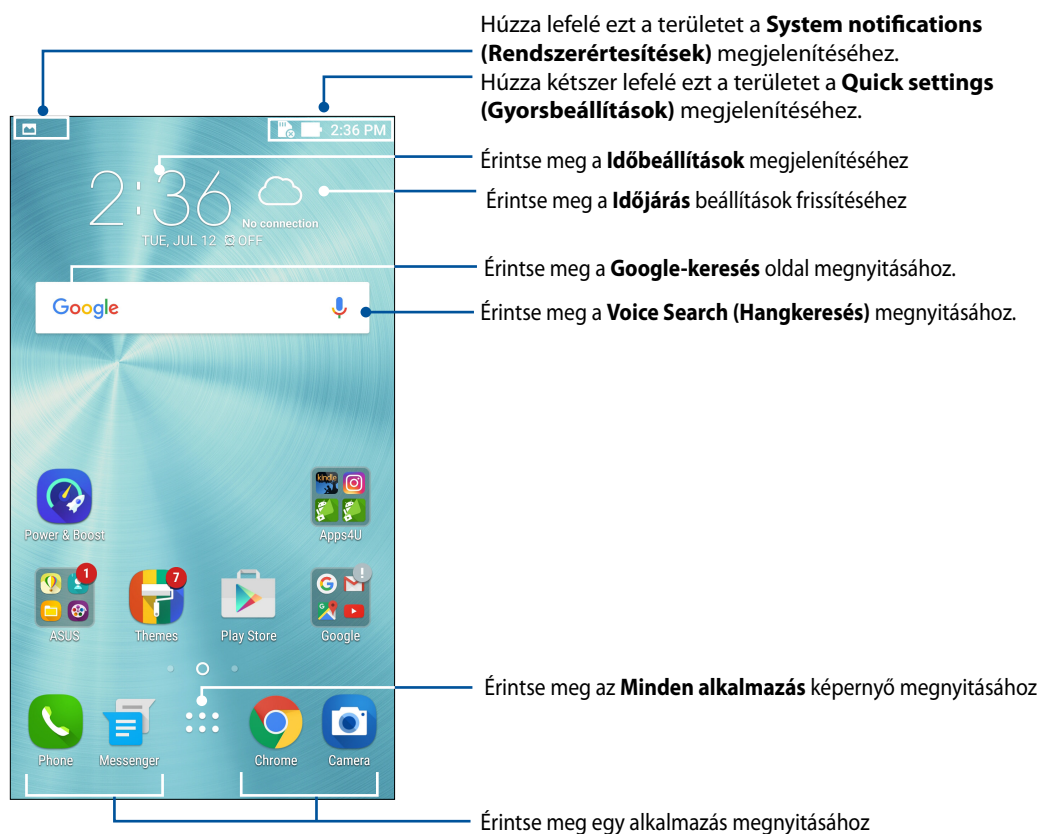 Húzza lefelé ezt a területet a System notifications
(Rendszerértesítések) megjelenítéséhez.
Húzza kétszer lefelé ezt a területet a Quick settings
(Gyorsbeállítások) megjelenítéséhez.
2:36 PM
Érintse meg a Időbeállítások megjelenítéséhez
2:36
Érintse meg a Időjárás beállítások frissítéséhez
No connection
TUE, JUL 12 OFF
Érintse meg a Google-keresés oldal megnyitásához.
Google
Érintse meg a Voice Search (Hangkeresés) megnyitásához.
kindle
Power & Boost
Apps4U
1
7
!
G
ASUS
Themes
Play Store
Google
Érintse meg az Minden alkalmazás képernyő megnyitásához
Phone
Messenger
Chrome
Camera
Érintse meg egy alkalmazás megnyitásához